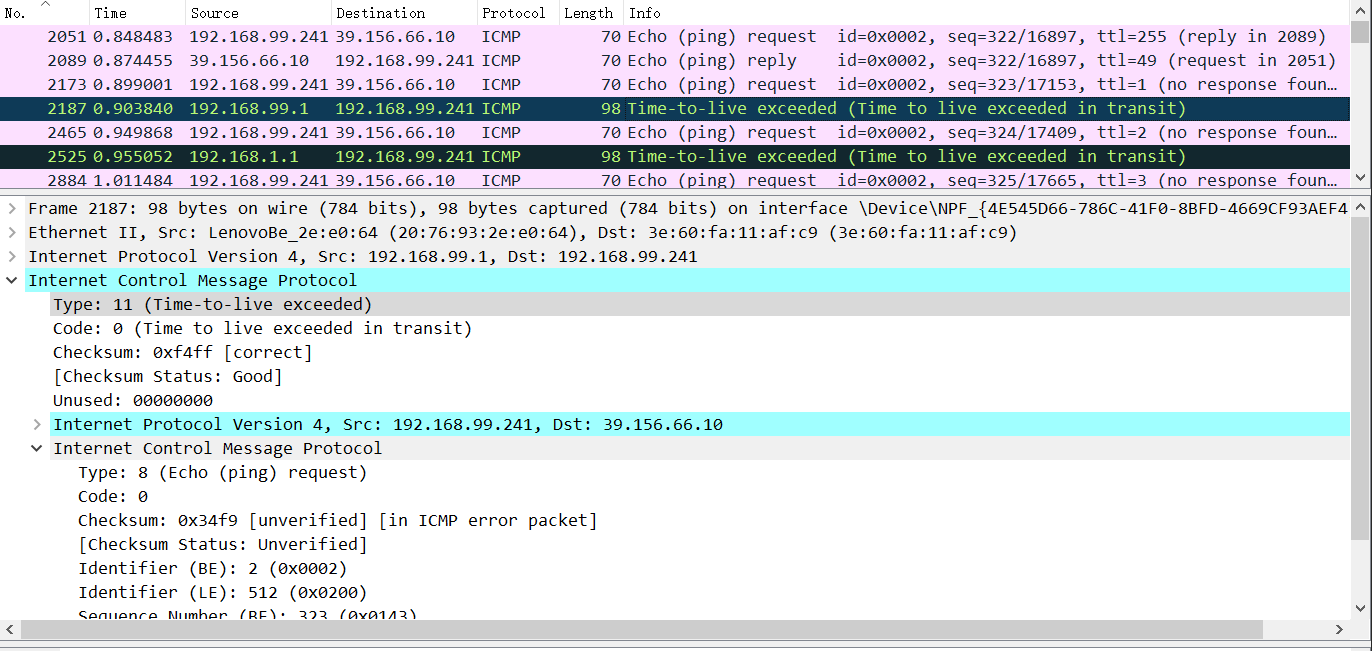 No. Time Source Destination Protocol Length Info
2051 0.848483 192.168.99.241 39.156.66.10 ICMP 70 Echo (ping) request id=0x0002, seq=322/16897, ttl=255 (reply in 2089)
2089 0.874455 39.156.66.10 192.168.99.241 ICMP 70 Echo (ping) reply id=0x0002, seq=322/16897, ttl=49 (request in 2051)
2173 0.899001 192.168.99.241 39.156.66.10 ICMP 70 Echo (ping) request id=0x0002, seq=323/17153, ttl=1 (no response foun…
2187 0.903840 192.168.99.1 192.168.99.241 ICMP 98 Time-to-live exceeded (Time to live exceeded in transit)
2465 0.949868 192.168.99.241 39.156.66.10 ICMP 70 Echo (ping) request id=0x0002, seq=324/17409, ttl=2 (no response foun…
2525 0.955052 192.168.1.1 192.168.99.241 ICMP 98 Time-to-live exceeded (Time to live exceeded in transit)
2884 1.011484 192.168.99.241 39.156.66.10 ICMP 70 Echo (ping) request id=0x0002, seq=325/17665, ttl=3 (no response foun…
Frame 2187: 98 bytes on wire (784 bits), 98 bytes captured (784 bits) on interface \Device\NPF_{4E545D66-786C-41F0-8BFD-4669CF93AEF4
Ethernet II, Src: LenovoBe_2e:e0:64 (20:76:93:2e:e0:64), Dst: 3e:60:fa:11:af:c9 (3e:60:fa:11:af:c9)
Internet Protocol Version 4, Src: 192.168.99.1, Dst: 192.168.99.241
Internet Control Message Protocol
Type: 11 (Time-to-live exceeded)
Code: 0 (Time to live exceeded in transit)
Checksum: 0xf4ff [correct]
[Checksum Status: Good]
Unused: 00000000
Internet Protocol Version 4, Src: 192.168.99.241, Dst: 39.156.66.10
Internet Control Message Protocol
Type: 8 (Echo (ping) request)
Code: 0
Checksum: 0x34f9 [unverified] [in ICMP error packet]
[Checksum Status: Unverified]
Identifier (BE): 2 (0x0002)
Identifier (LE): 512 (0x0200)
Sequence Number (BE): 323 (0x0143)